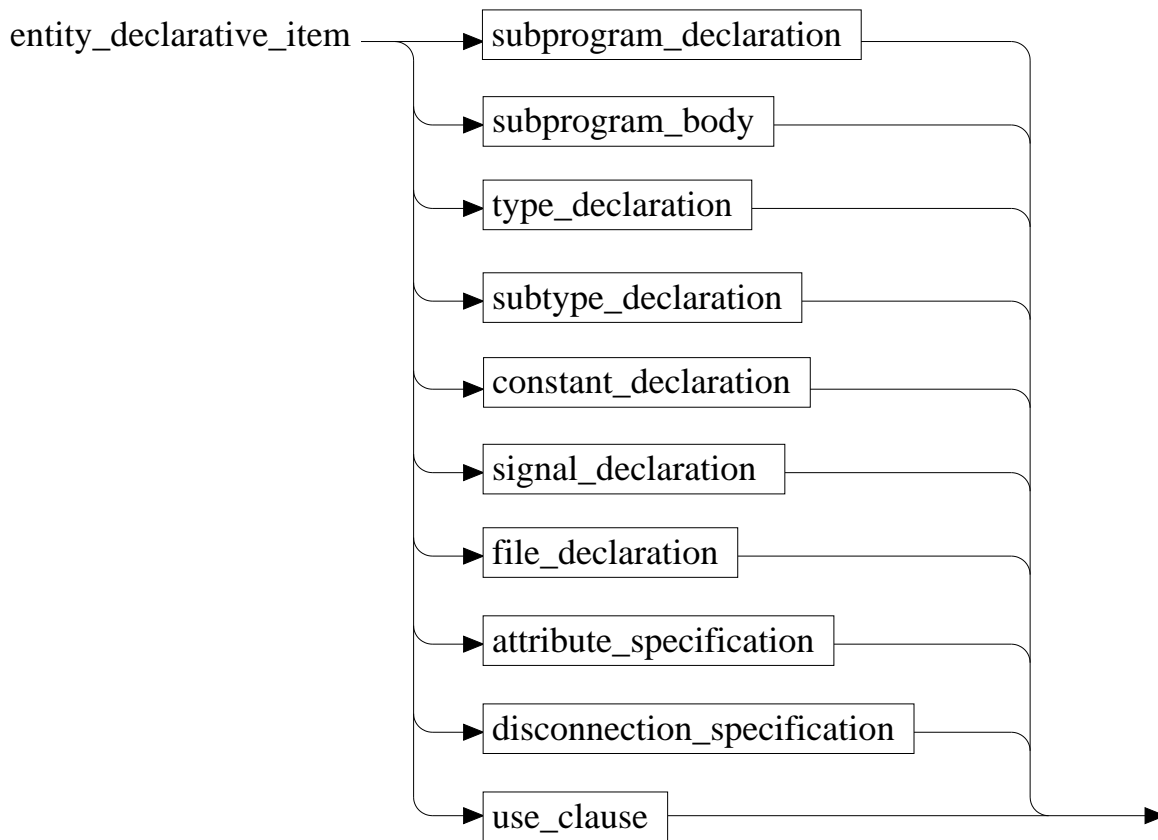 entity_declarative_item
subprogram_declaration
subprogram_body
type_declaration
subtype_declaration
constant_declaration
signal_declaration
file_declaration
attribute_specification
disconnection_specification
use_clause